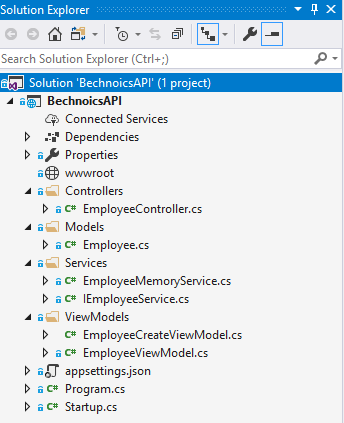 Solution Explorer
Search Solution Explorer (Ctrl+;)
Solution 'BechnoicsAPI' (1 project)
BechnoicsAPI
Connected Services
Dependencies
Properties
wwwroot
Controllers
C# EmployeeController.cs
Models
C# Employee.cs
Services
C# EmployeeMemoryService.cs
C# IEmployeeService.cs
ViewModels
C# EmployeeCreateViewModel.cs
C# EmployeeViewModel.cs
appsettings.json
C# Program.cs
C# Startup.cs